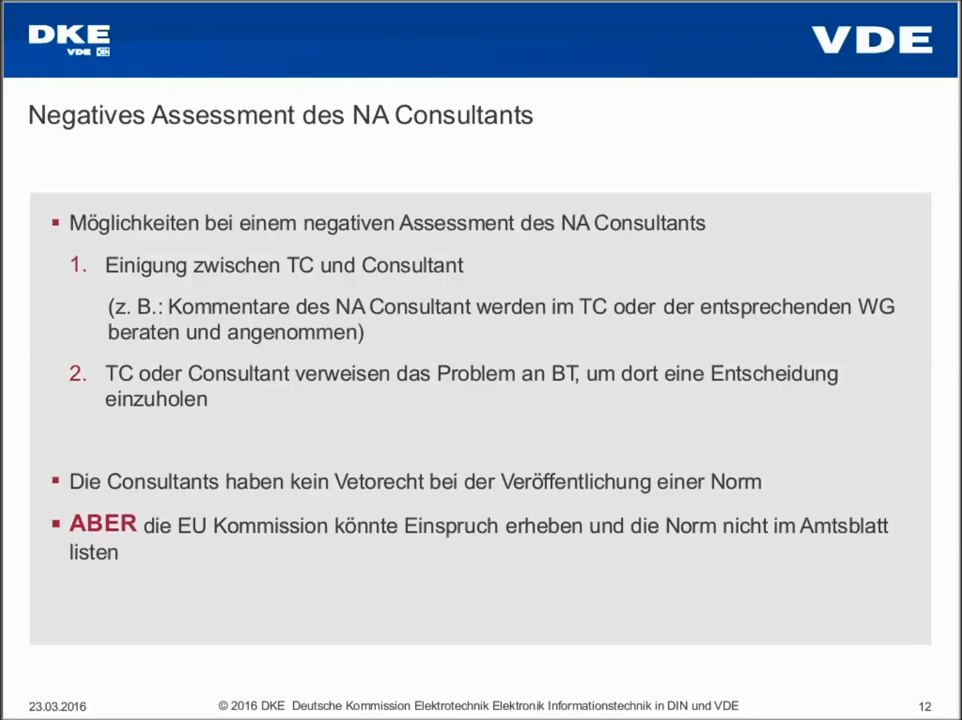 DKE
VDE DIN
VDE
Negatives Assessment des NA Consultants
▪ Möglichkeiten bei einem negativen Assessment des NA Consultants
1. Einigung zwischen TC und Consultant
(z. B.: Kommentare des NA Consultant werden im TC oder der entsprechenden WG
beraten und angenommen)
2. TC oder Consultant verweisen das Problem an BT, um dort eine Entscheidung
einzuholen
▪ Die Consultants haben kein Vetorecht bei der Veröffentlichung einer Norm
▪ ABER die EU Kommission könnte Einspruch erheben und die Norm nicht im Amtsblatt
listen
23.03.2016
© 2016 DKE Deutsche Kommission Elektrotechnik Elektronik Informationstechnik in DIN und VDE
12